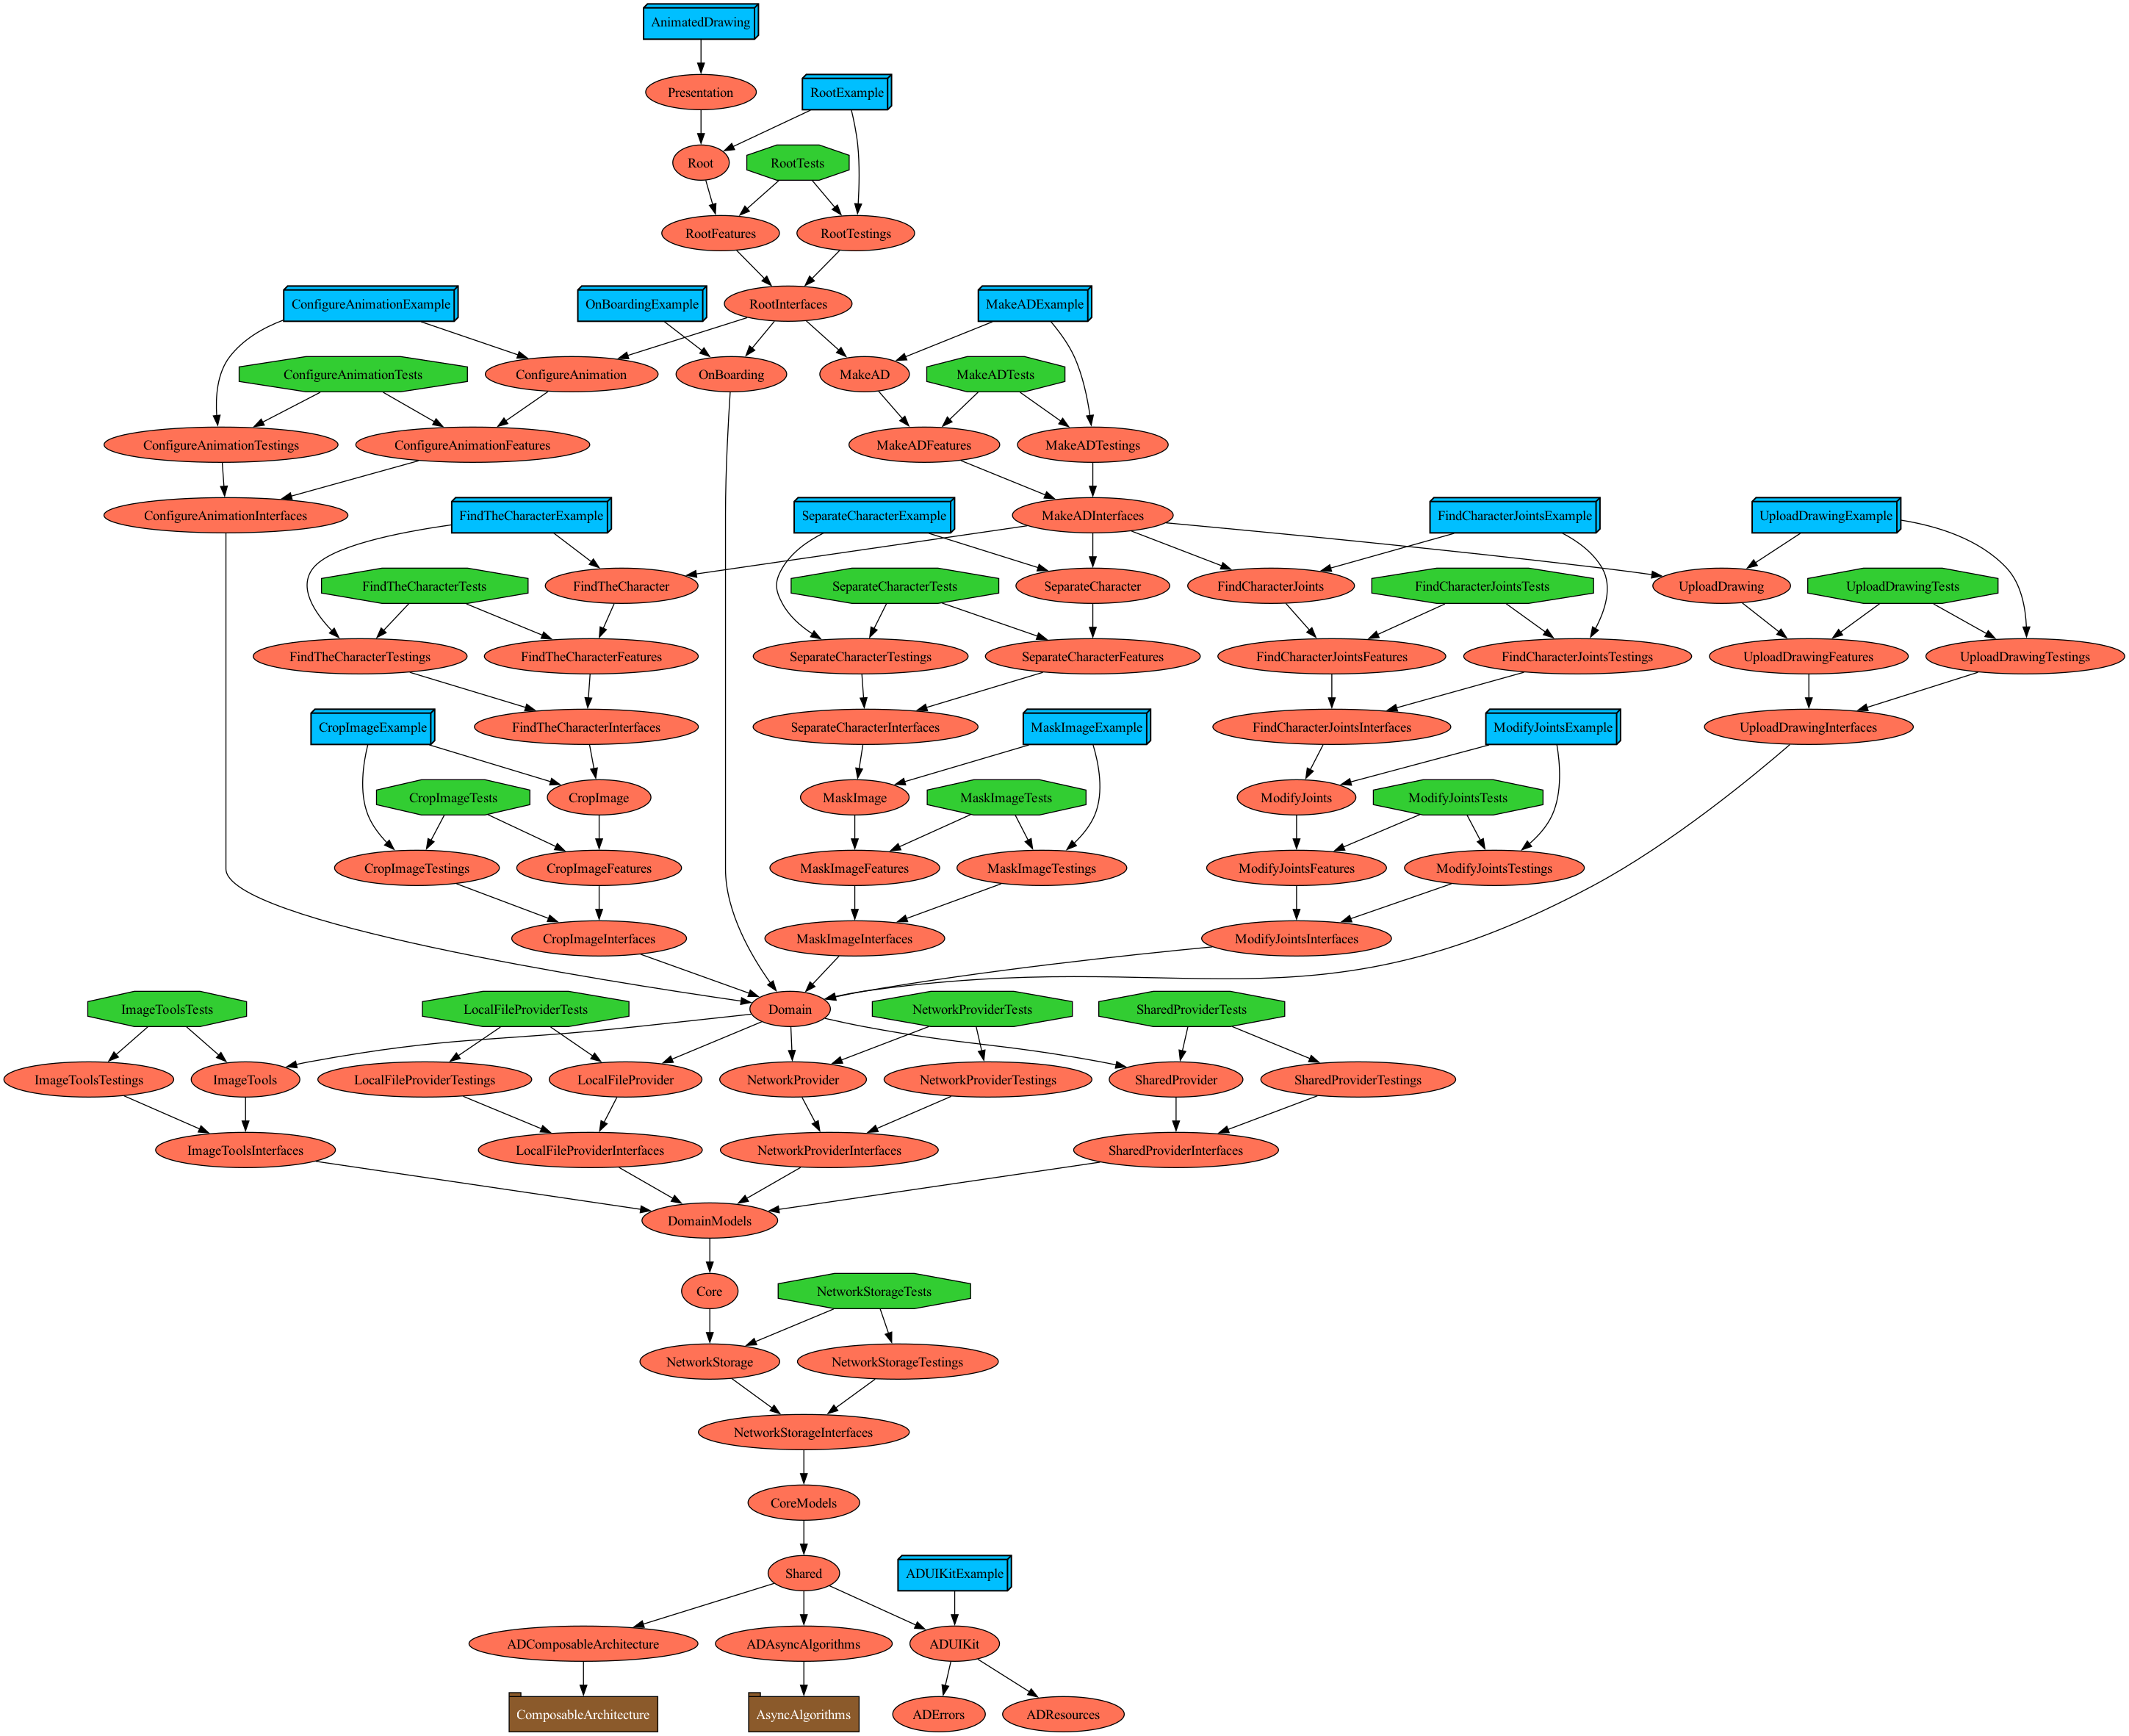 AnimatedDrawing
Presentation
RootExample
Root
RootTests
RootFeatures
RootTestings
ConfigureAnimationExample
OnBoardingExample
RootInterfaces
MakeADExample
ConfigureAnimationTests
ConfigureAnimation
OnBoarding
MakeAD
MakeADTests
ConfigureAnimationTestings
ConfigureAnimationFeatures
MakeADFeatures
MakeADTestings
ConfigureAnimationInterfaces
FindTheCharacterExample
SeparateCharacterExample
MakeADInterfaces
FindCharacterJointsExample
UploadDrawingExample
FindTheCharacterTests
FindTheCharacter
SeparateCharacterTests
SeparateCharacter
FindCharacterJoints
FindCharacterJointsTests
UploadDrawing
UploadDrawingTests
FindTheCharacterTestings
FindTheCharacterFeatures
SeparateCharacterTestings
SeparateCharacterFeatures
FindCharacterJointsFeatures
FindCharacterJointsTestings
UploadDrawingFeatures
UploadDrawingTestings
CropImageExample
FindTheCharacterInterfaces
SeparateCharacterInterfaces
MaskImageExample
FindCharacterJointsInterfaces
ModifyJointsExample
UploadDrawingInterfaces
CropImageTests
CropImage
MaskImage
MaskImageTests
ModifyJoints
ModifyJointsTests
CropImageTestings
CropImageFeatures
MaskImageFeatures
MaskImageTestings
ModifyJointsFeatures
ModifyJointsTestings
CropImageInterfaces
MaskImageInterfaces
ModifyJointsInterfaces
ImageToolsTests
LocalFileProviderTests
Domain
NetworkProviderTests
SharedProviderTests
ImageToolsTestings
ImageTools
LocalFileProviderTestings
LocalFileProvider
NetworkProvider
NetworkProviderTestings
SharedProvider
SharedProviderTestings
ImageToolsInterfaces
LocalFileProviderInterfaces
NetworkProviderInterfaces
SharedProviderInterfaces
DomainModels
Core
NetworkStorageTests
NetworkStorage
NetworkStorageTestings
NetworkStorageInterfaces
CoreModels
Shared
ADUIKitExample
ADComposableArchitecture
ADAsyncAlgorithms
ADUIKit
ComposableArchitecture
AsyncAlgorithms
ADErrors
ADResources